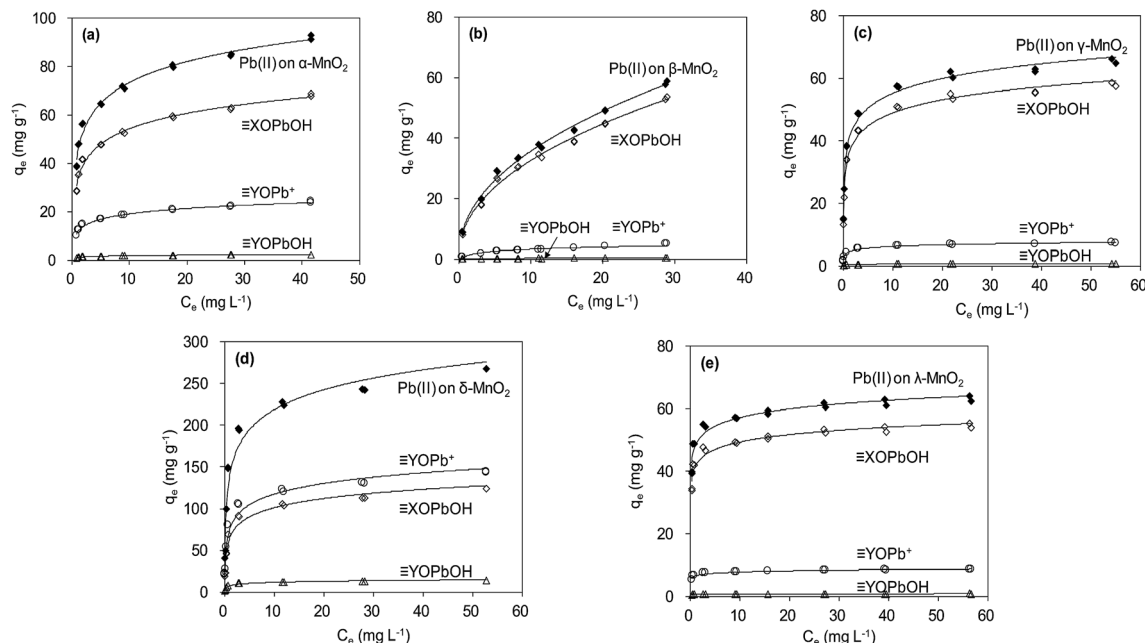 (a)
Pb(II) on α-MnO₂
≡XOPbOH
≡YOPb⁺
≡YOPbOH
qₑ (mg g⁻¹)
100
80
60
40
20
0
0 10 20 30 40 50
Cₑ (mg L⁻¹)
(b)
Pb(II) on β-MnO₂
≡XOPbOH
≡YOPbOH
≡YOPb⁺
qₑ (mg g⁻¹)
80
60
40
20
0
0 10 20 30
Cₑ (mg L⁻¹)
(c)
Pb(II) on γ-MnO₂
≡XOPbOH
≡YOPb⁺
≡YOPbOH
qₑ (mg g⁻¹)
80
60
40
20
0
0 10 20 30 40 50 60
Cₑ (mg L⁻¹)
(d)
Pb(II) on δ-MnO₂
≡YOPb⁺
≡XOPbOH
≡YOPbOH
qₑ (mg g⁻¹)
300
250
200
150
100
50
0
0 10 20 30 40 50 60
Cₑ (mg L⁻¹)
(e)
Pb(II) on λ-MnO₂
≡XOPbOH
≡YOPb⁺
≡YOPbOH
qₑ (mg g⁻¹)
80
60
40
20
0
0 10 20 30 40 50 60
Cₑ (mg L⁻¹)